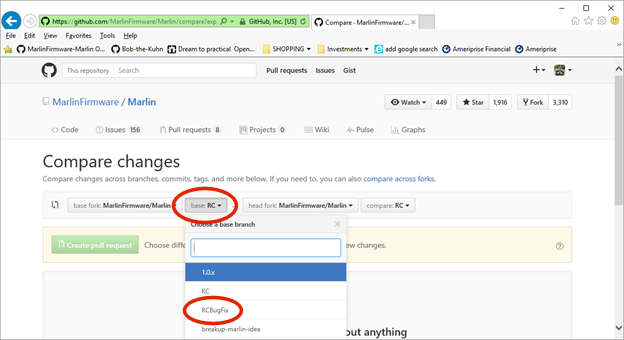 https://github.com/MarlinFirmware/Marlin/compare?exp
GitHub, Inc. [US]
Compare · MarlinFirmware/...
File Edit View Favorites Tools Help
MarlinFirmware-Marlin O... Bob-the-Kuhn Dream to practical Open... SHOPPING Investments add google search Ameriprise Financial Ameriprise
This repository Search Pull requests Issues Gist
MarlinFirmware / Marlin
Watch 449 Star 1,916 Fork 3,310
Code Issues 156 Pull requests 8 Projects 0 Wiki Pulse Graphs
Compare changes
Compare changes across branches, commits, tags, and more below. If you need to, you can also compare across forks.
base fork: MarlinFirmware/Marlin base: RC ... head fork: MarlinFirmware/Marlin compare: RC
Choose a base branch
Create pull request Choose diffe ew changes.
1.0.x
RC
RCBugFix
breakup-marlin-idea
out anything